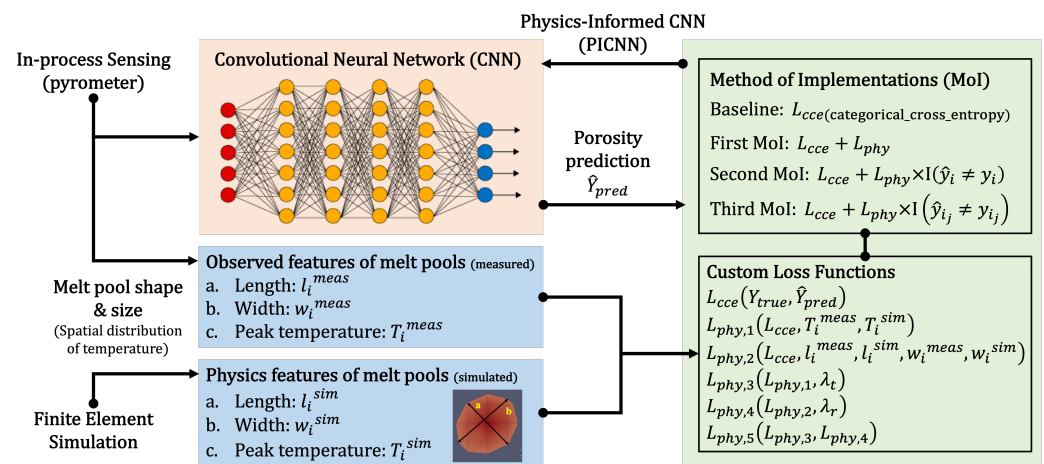 Physics-Informed CNN
(PICNN)
In-process Sensing
(pyrometer)
Convolutional Neural Network (CNN)
Porosity
prediction
Ŷ_pred
Method of Implementations (MoI)
Baseline: L_cce(categorical_cross_entropy)
First MoI: L_cce + L_phy
Second MoI: L_cce + L_phy×I(ŷ_i ≠ y_i)
Third MoI: L_cce + L_phy×I(ŷ_i_j ≠ y_i_j)
Melt pool shape
& size
(Spatial distribution
of temperature)
Observed features of melt pools (measured)
a. Length: l_i^meas
b. Width: w_i^meas
c. Peak temperature: T_i^meas
Custom Loss Functions
L_cce(Y_true, Ŷ_pred)
L_phy,1(L_cce, T_i^meas, T_i^sim)
L_phy,2(L_cce, l_i^meas, l_i^sim, w_i^meas, w_i^sim)
L_phy,3(L_phy,1, λ_t)
L_phy,4(L_phy,2, λ_r)
L_phy,5(L_phy,3, L_phy,4)
Finite Element
Simulation
Physics features of melt pools (simulated)
a. Length: l_i^sim
b. Width: w_i^sim
c. Peak temperature: T_i^sim
a
b